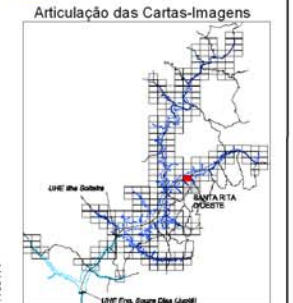 Articulação das Cartas-Imagens
UHE Ilha Solteira
SANTA RITA
D'OESTE
UHE Eng. Souza Dias (Jupiá)